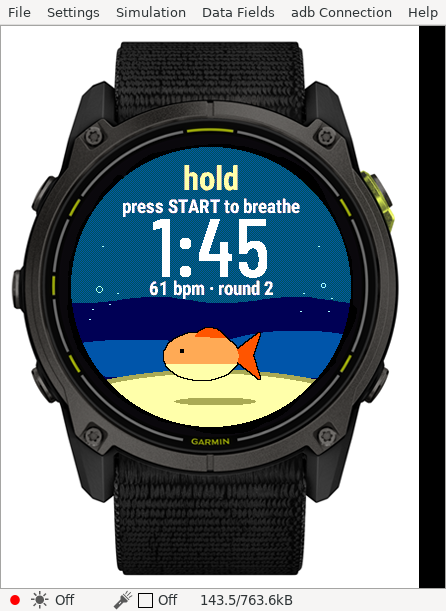 File Settings Simulation Data Fields adb Connection Help
hold
press START to breathe
1:45
61 bpm · round 2
GARMIN
Off Off 143.5/763.6kB